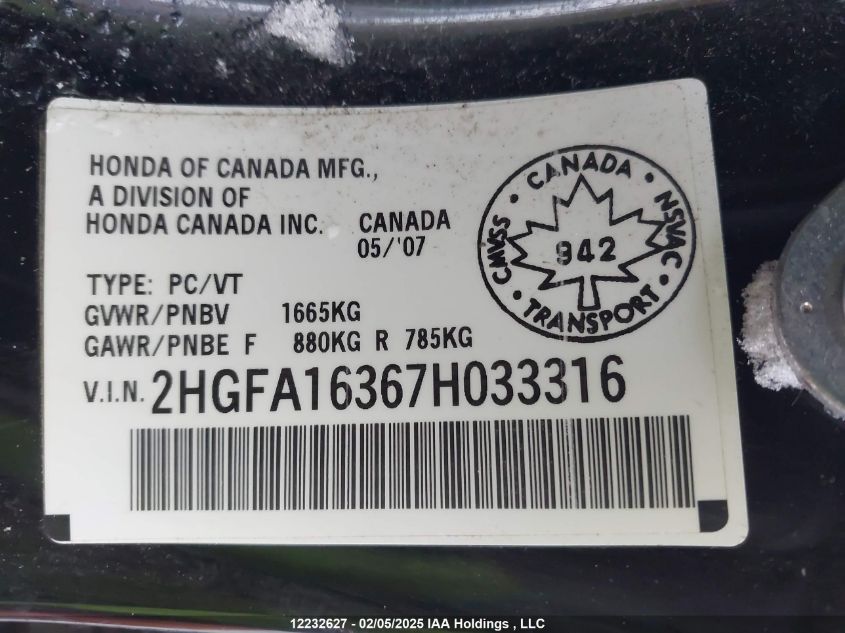 HONDA OF CANADA MFG.,
A DIVISION OF
HONDA CANADA INC. CANADA
05/'07
TYPE: PC/VT
GVWR/PNBV 1665KG
GAWR/PNBE F 880KG R 785KG
V.I.N. 2HGFA16367H033316
CANADA • NSVAC • TRANSPORT • CMVSS •
942
12232627 - 02/05/2025 IAA Holdings , LLC